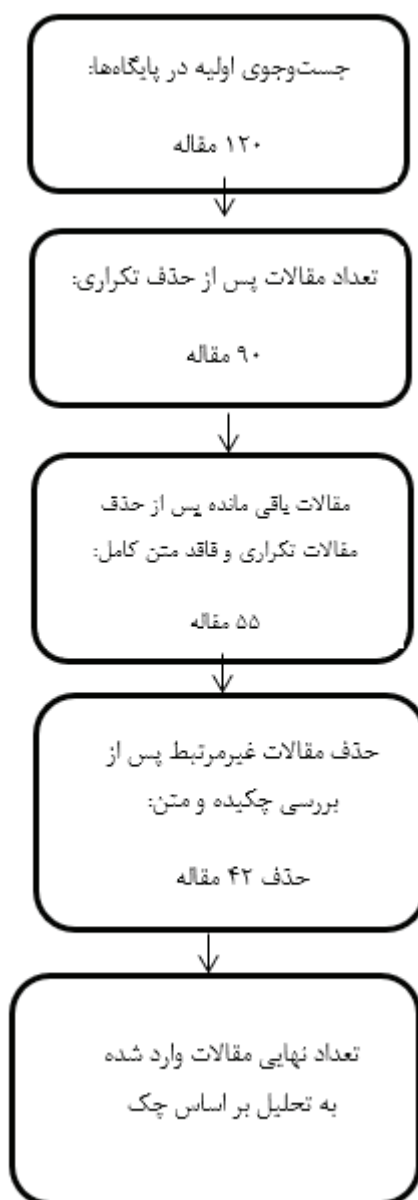 جست‌وجوی اولیه در پایگاه‌ها:
۱۲۰ مقاله
تعداد مقالات پس از حذف تکراری:
۹۰ مقاله
مقالات یاقی مانده پس از حذف
مقالات تکراری و فاقد متن کامل:
۵۵ مقاله
حذف مقالات غیرمرتبط پس از
بررسی چکیده و متن:
حذف ۴۲ مقاله
تعداد نهایی مقالات وارد شده
به تحلیل بر اساس چک